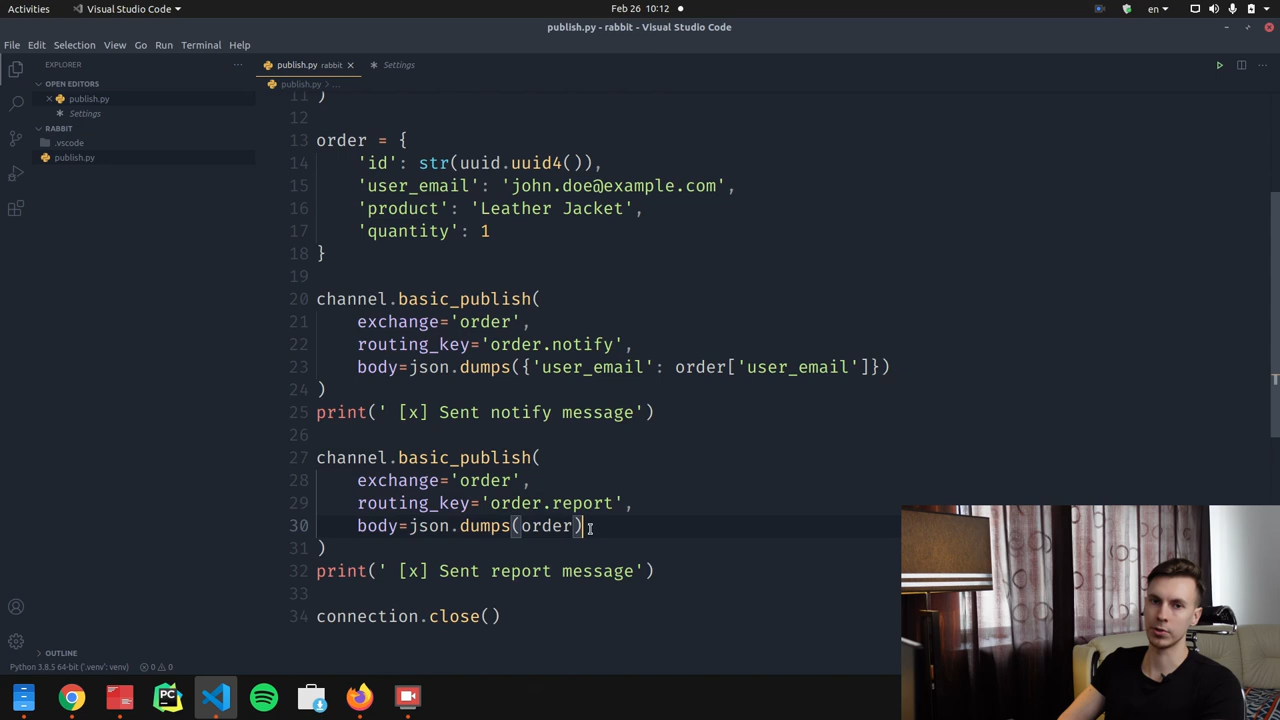 Activities
Visual Studio Code
Feb 26 10:12
en
publish.py - rabbit - Visual Studio Code
File Edit Selection View Go Run Terminal Help
EXPLORER
OPEN EDITORS
publish.py
Settings
RABBIT
.vscode
publish.py
OUTLINE
publish.py rabbit
Settings
publish.py > ...
11 )
12
13 order = {
14     'id': str(uuid.uuid4()),
15     'user_email': 'john.doe@example.com',
16     'product': 'Leather Jacket',
17     'quantity': 1
18 }
19
20 channel.basic_publish(
21     exchange='order',
22     routing_key='order.notify',
23     body=json.dumps({'user_email': order['user_email']})
24 )
25 print(' [x] Sent notify message')
26
27 channel.basic_publish(
28     exchange='order',
29     routing_key='order.report',
30     body=json.dumps(order)
31 )
32 print(' [x] Sent report message')
33
34 connection.close()
Python 3.8.5 64-bit ('.venv': venv) 0 0
PC